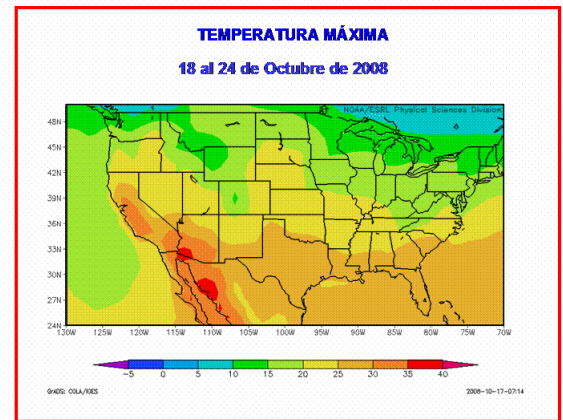 TEMPERATURA MÁXIMA
18 al 24 de Octubre de 2008
NOAA/ESRL Physical Sciences Division
48N
45N
42N
39N
36N
33N
30N
27N
24N
130W 125W 120W 115W 110W 105W 100W 95W 90W 85W 80W 75W 70W
-5 0 5 10 15 20 25 30 35 40
GrADS: COLA/IGES 2008-10-17-07:14